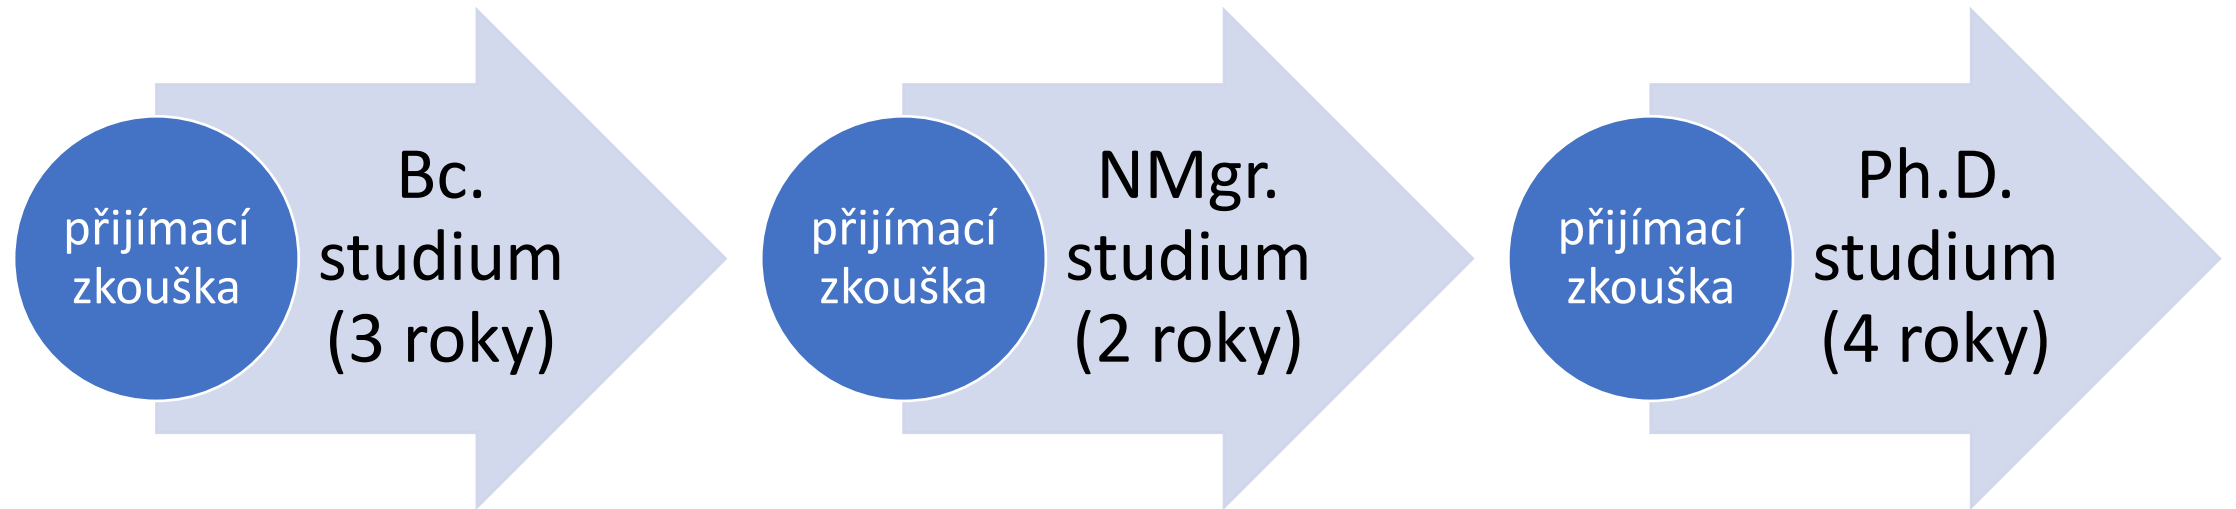 přijímací
zkouška
Bc.
studium
(3 roky)
přijímací
zkouška
NMgr.
studium
(2 roky)
přijímací
zkouška
Ph.D.
studium
(4 roky)